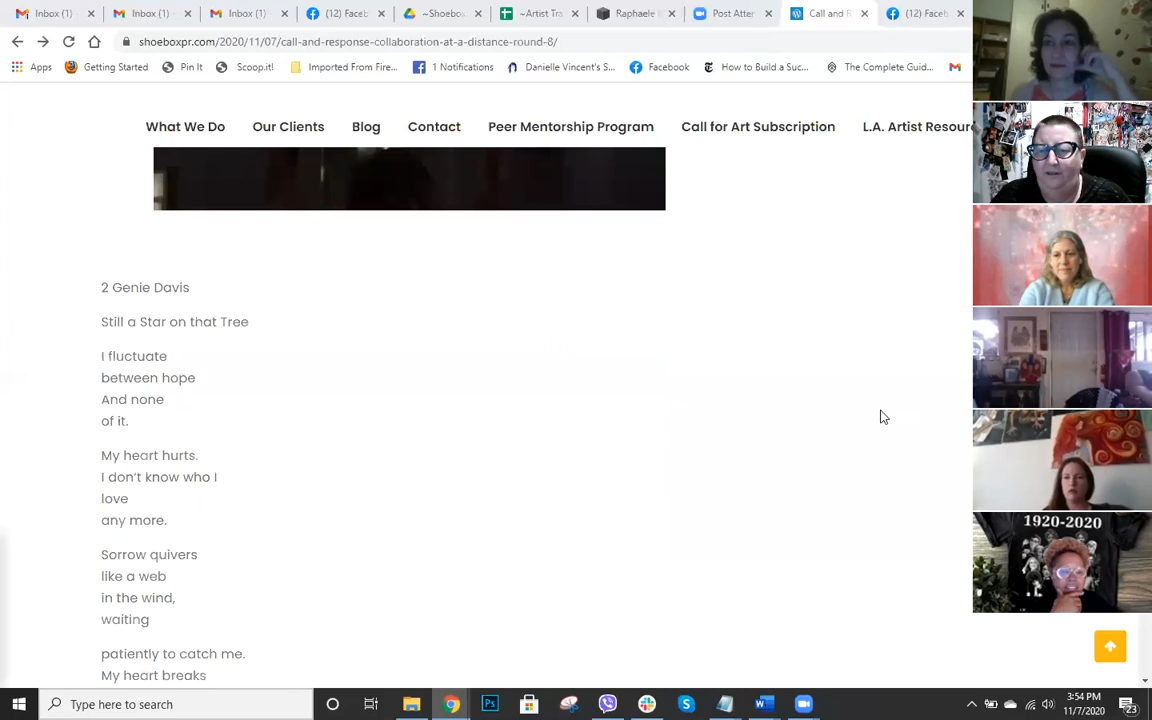 Inbox (1)
Inbox (1)
Inbox (1)
(12) Faceb
~Shoebo
~Artist Tra
Raphaele
Post Atter
Call and R
(12) Faceb
shoeboxpr.com/2020/11/07/call-and-response-collaboration-at-a-distance-round-8/
Apps
Getting Started
Pin It
Scoop.it!
Imported From Fire...
1 Notifications
Danielle Vincent's S...
Facebook
How to Build a Suc...
The Complete Guid...
What We Do
Our Clients
Blog
Contact
Peer Mentorship Program
Call for Art Subscription
L.A. Artist Resour
2 Genie Davis
Still a Star on that Tree
I fluctuate
between hope
And none
of it.
My heart hurts.
I don't know who I
love
any more.
Sorrow quivers
like a web
in the wind,
waiting
patiently to catch me.
My heart breaks
1920-2020
Type here to search
3:54 PM
11/7/2020
23